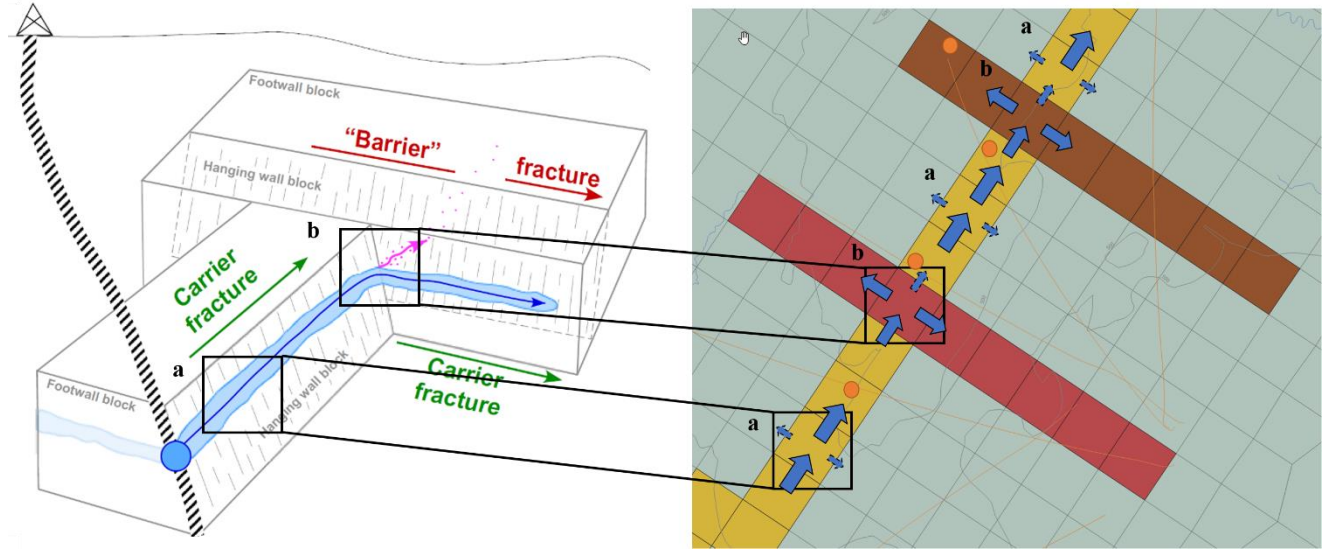 Footwall block
"Barrier"
fracture
Hanging wall block
b
Carrier
fracture
a
Footwall block
Hanging wall block
Carrier
fracture
a
b
a
b
a